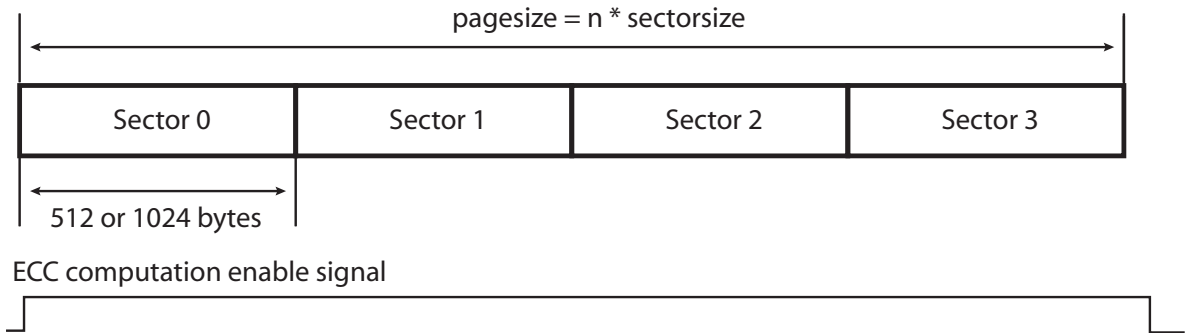 pagesize = n * sectorsize
Sector 0 Sector 1 Sector 2 Sector 3
512 or 1024 bytes
ECC computation enable signal